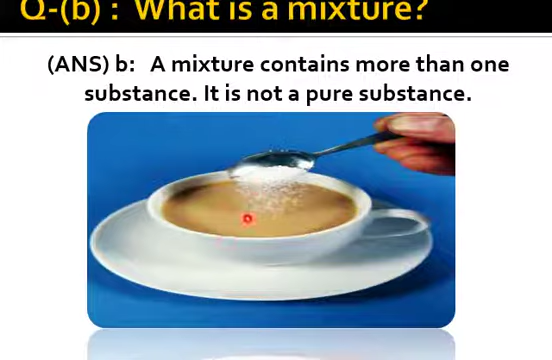 Q-(b) : What is a mixture?
(ANS) b: A mixture contains more than one
substance. It is not a pure substance.